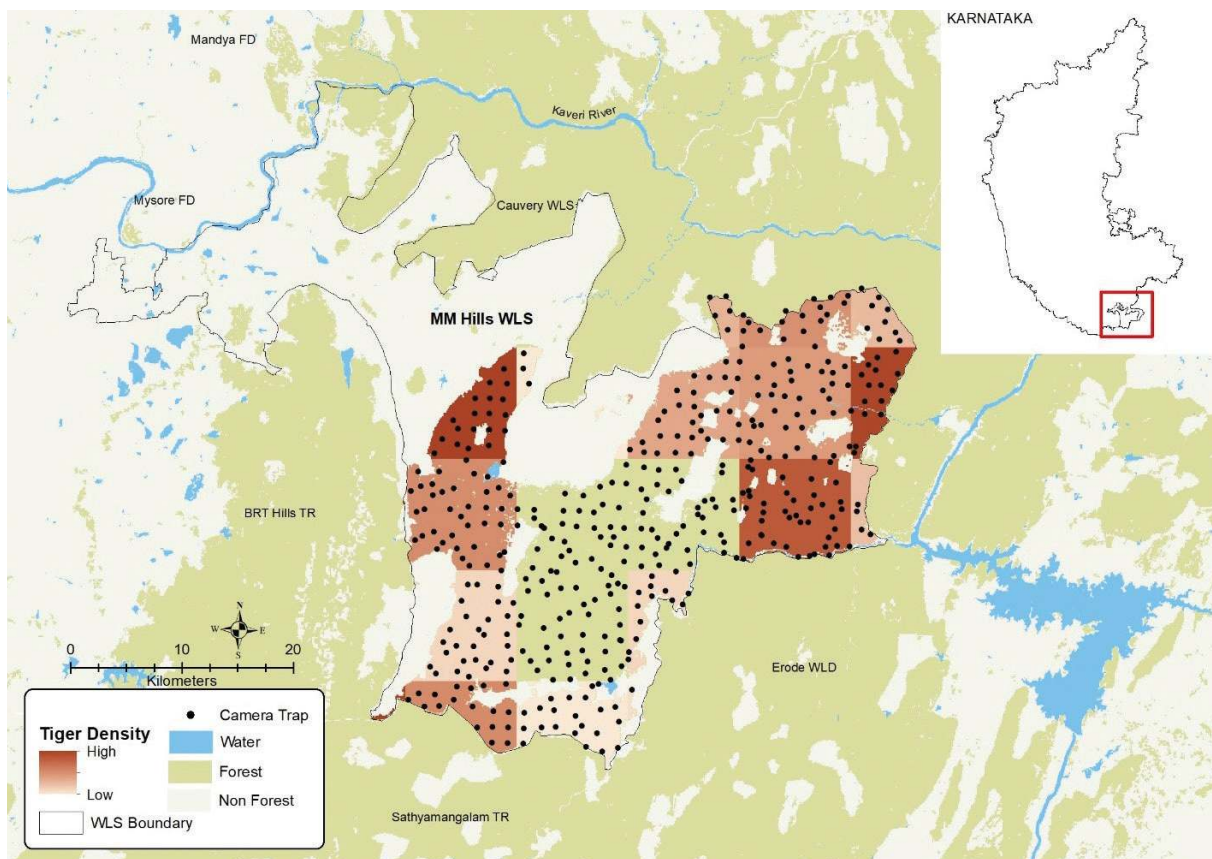 KARNATAKA
Mandya FD
Kaveri River
Mysore FD
Cauvery WLS
MM Hills WLS
BRT Hills TR
N
W E
S
0 10 20
Kilometers
Erode WLD
Sathyamangalam TR
Tiger Density
High
Low
WLS Boundary
Camera Trap
Water
Forest
Non Forest